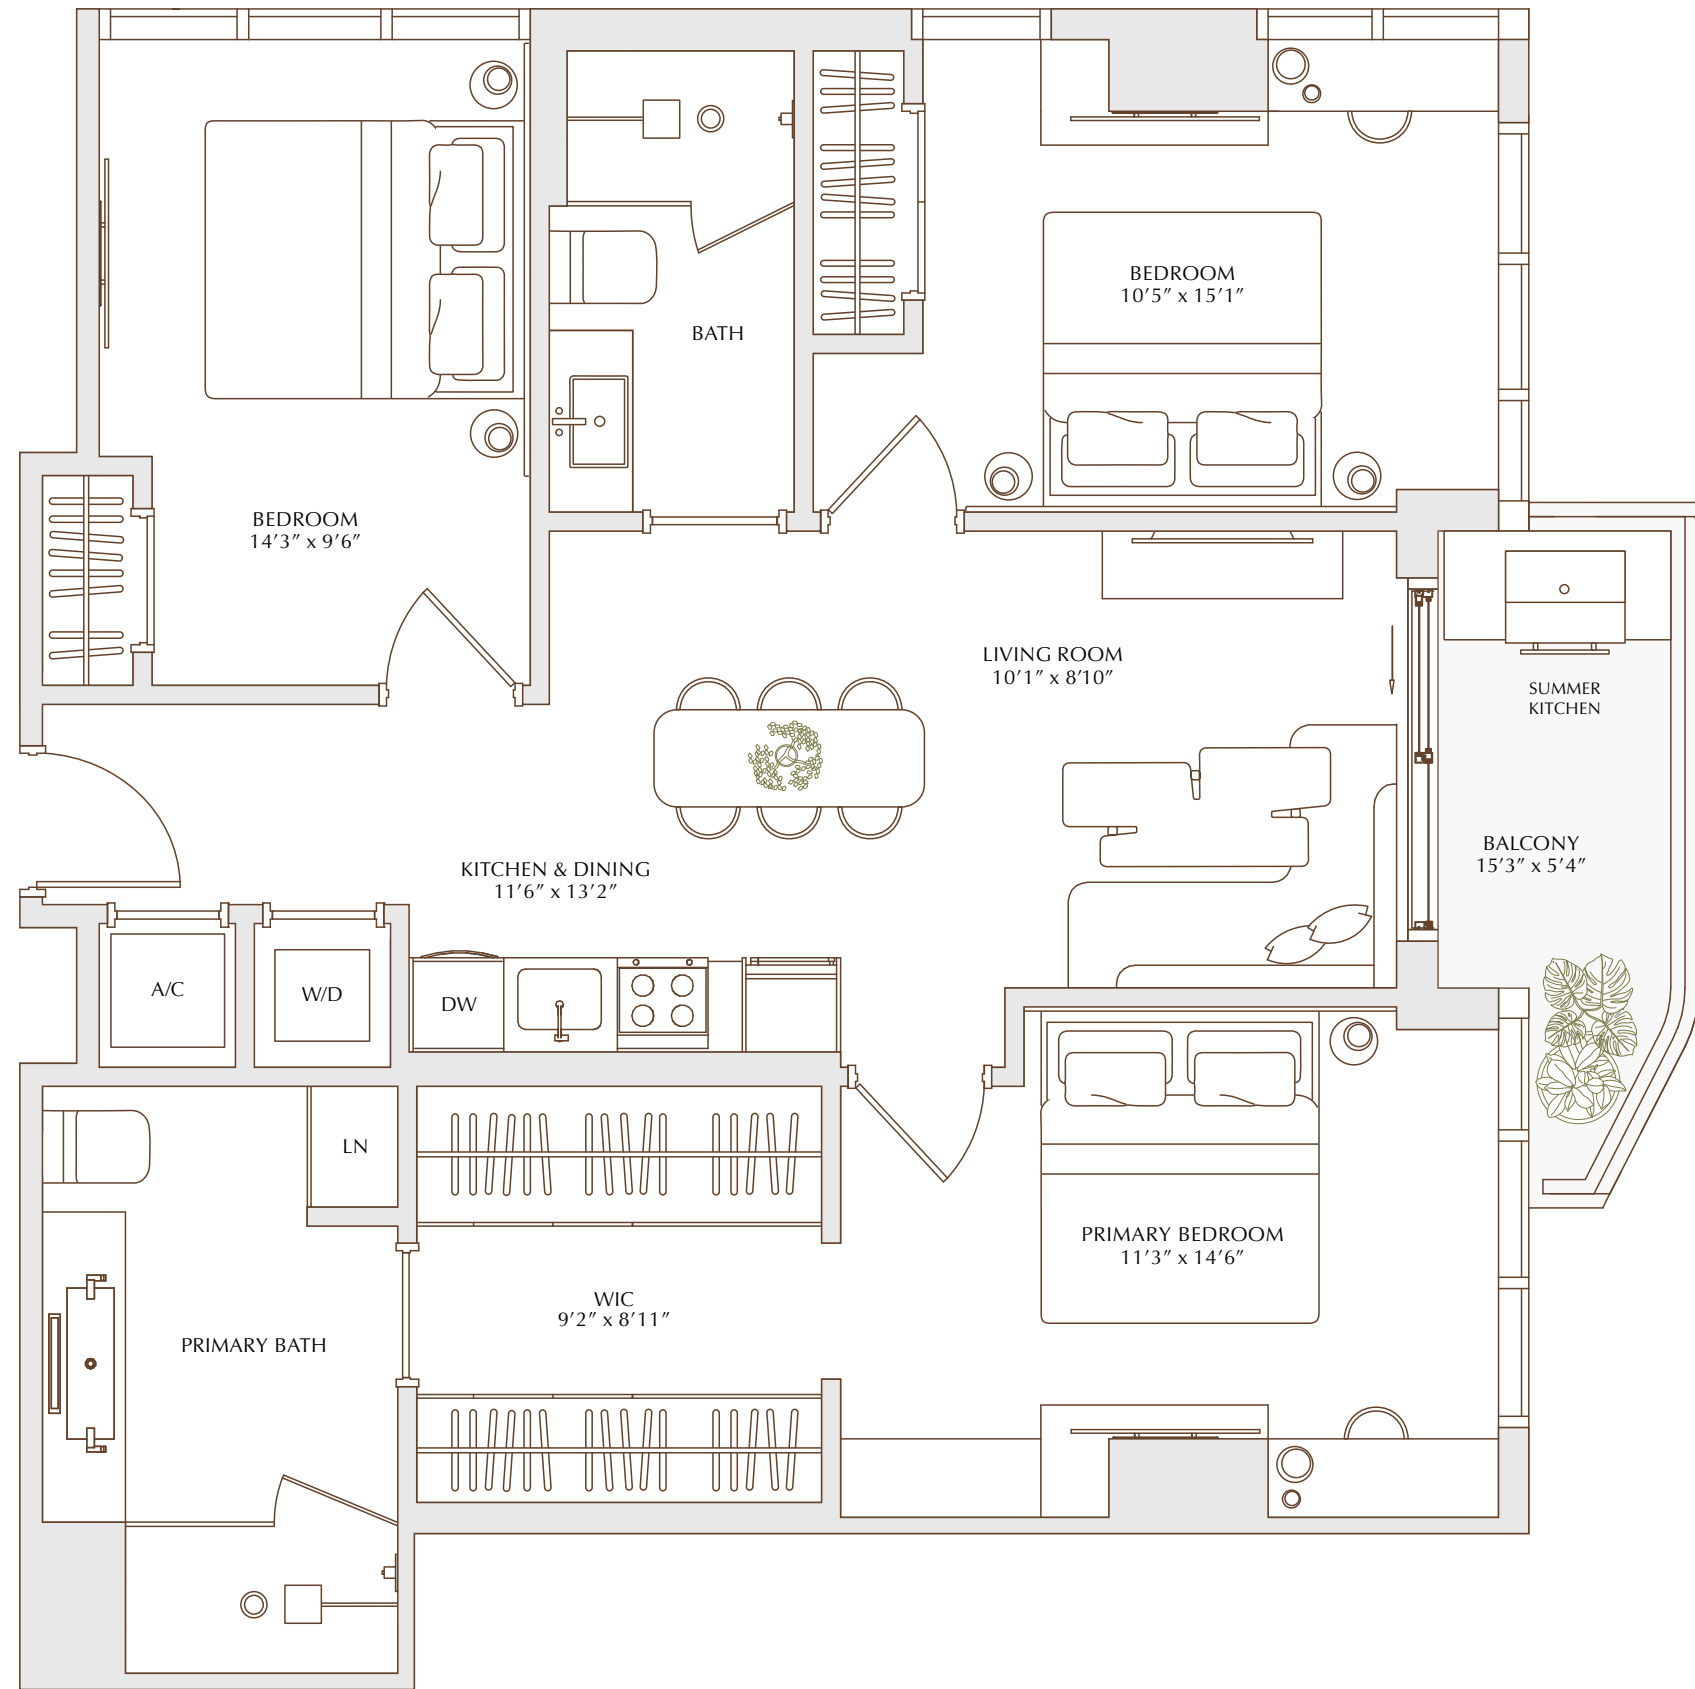 BEDROOM
10’5” x 15’1”
BATH
BEDROOM
14’3” x 9’6”
LIVING ROOM
10’1” x 8’10”
SUMMER
KITCHEN
BALCONY
15’3” x 5’4”
KITCHEN & DINING
11’6” x 13’2”
A/C
W/D
DW
LN
PRIMARY BEDROOM
11’3” x 14’6”
WIC
9’2” x 8’11”
PRIMARY BATH